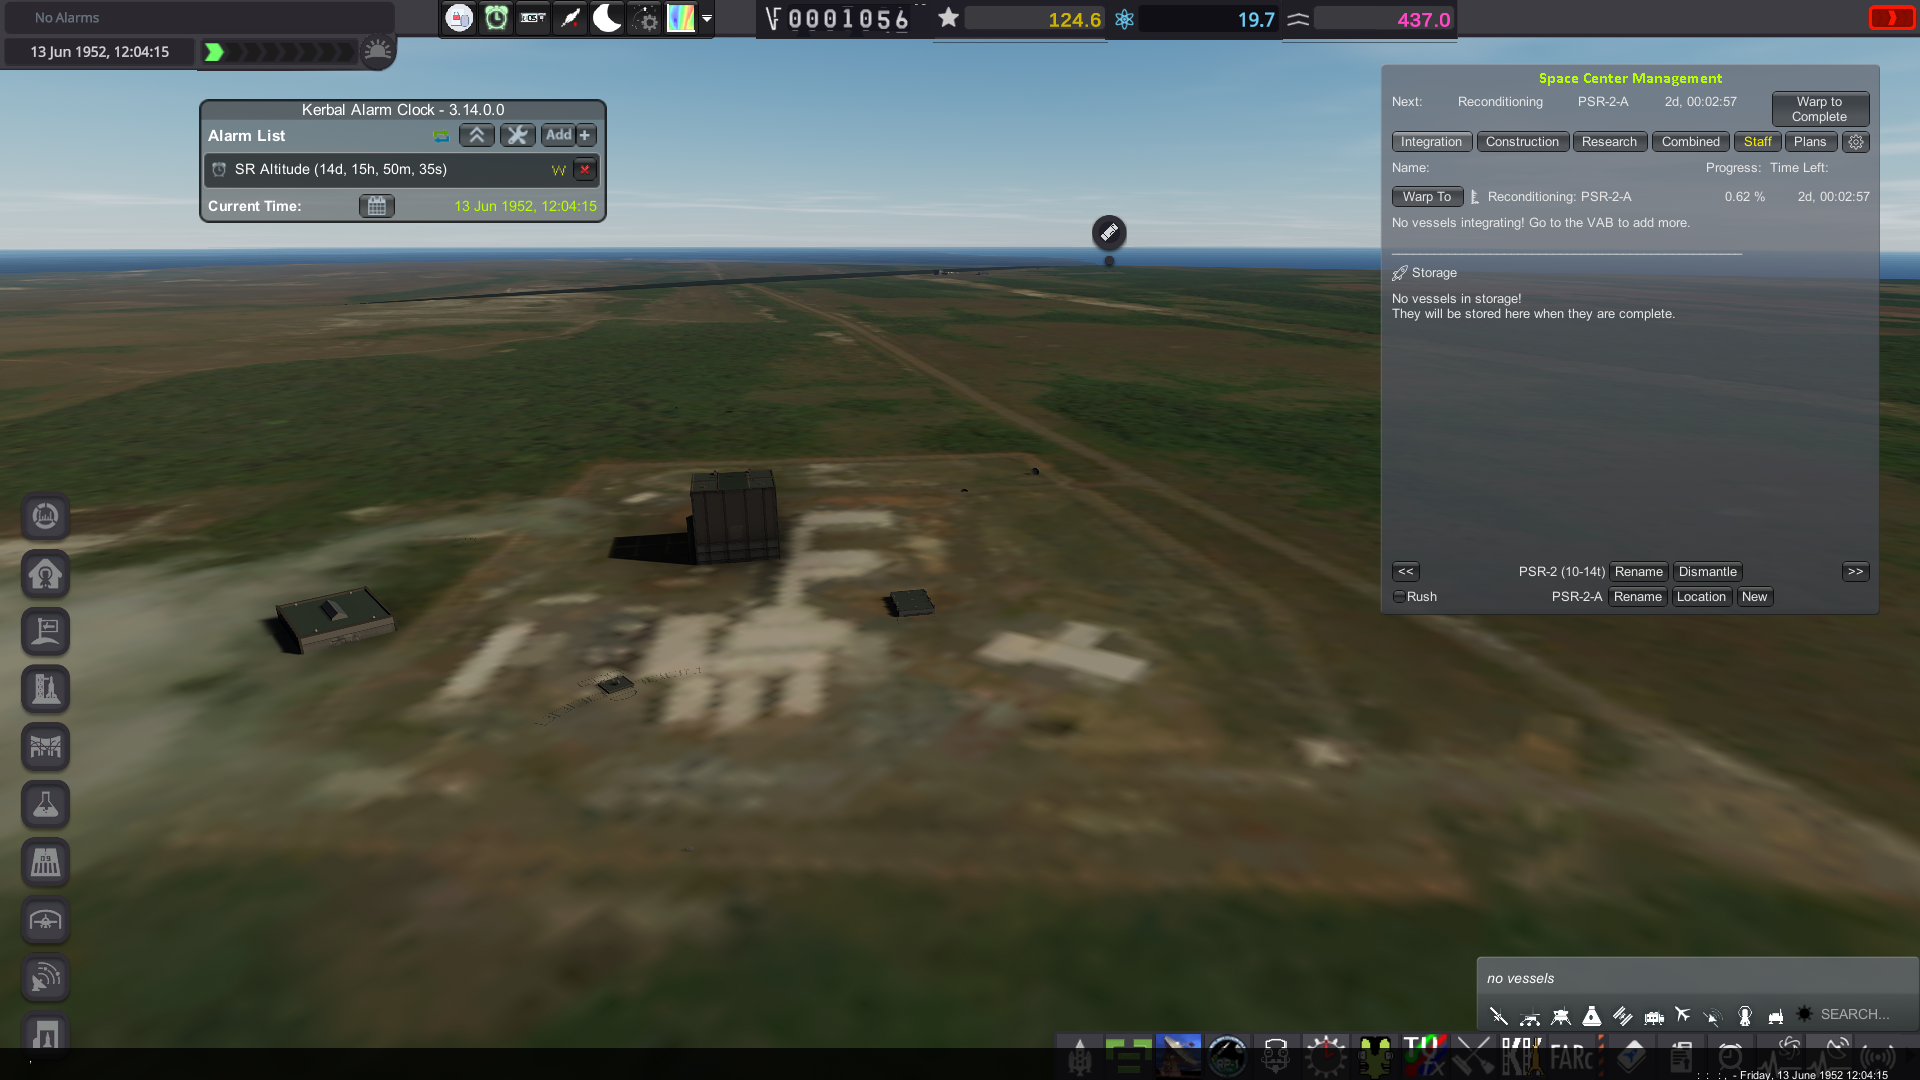 No Alarms
13 Jun 1952, 12:04:15
0001056
124.6
19.7
437.0
Kerbal Alarm Clock - 3.14.0.0
Alarm List
Add +
SR Altitude (14d, 15h, 50m, 35s)
Current Time:
13 Jun 1952, 12:04:15
Space Center Management
Next: Reconditioning PSR-2-A 2d, 00:02:57
Warp to
Complete
Integration Construction Research Combined Staff Plans
Name: Progress: Time Left:
Warp To Reconditioning: PSR-2-A 0.62 % 2d, 00:02:57
No vessels integrating! Go to the VAB to add more.
Storage
No vessels in storage!
They will be stored here when they are complete.
<< PSR-2 (10-14t) Rename Dismantle >>
Rush PSR-2-A Rename Location New
no vessels
SEARCH...
FARc
- Friday, 13 June 1952 12:04:15